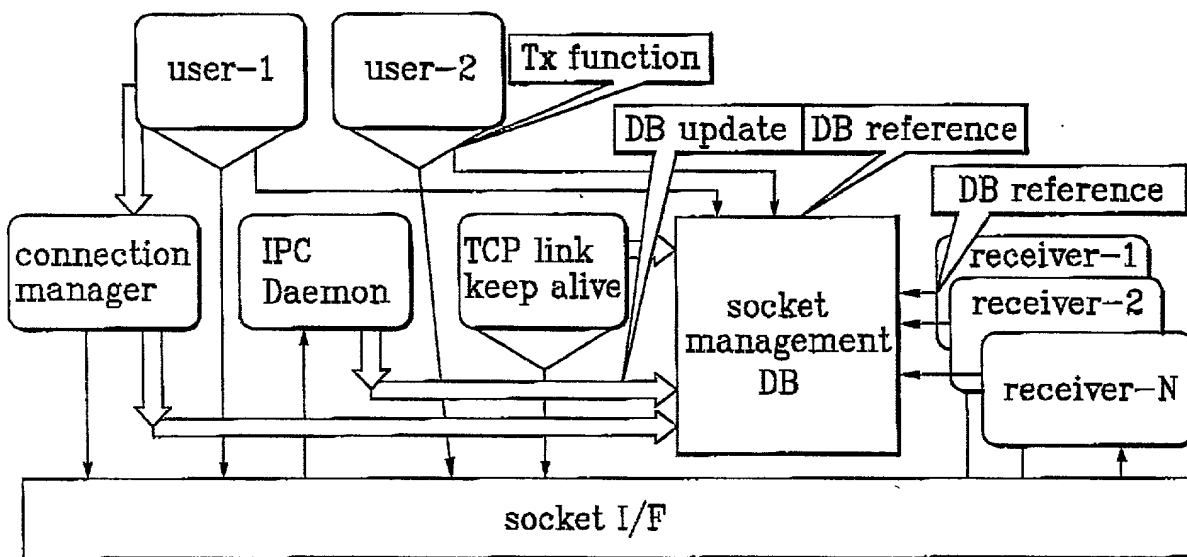 user-1
user-2
Tx function
DB update
DB reference
DB reference
connection
manager
IPC
Daemon
TCP link
keep alive
socket
management
DB
receiver-1
receiver-2
receiver-N
socket I/F